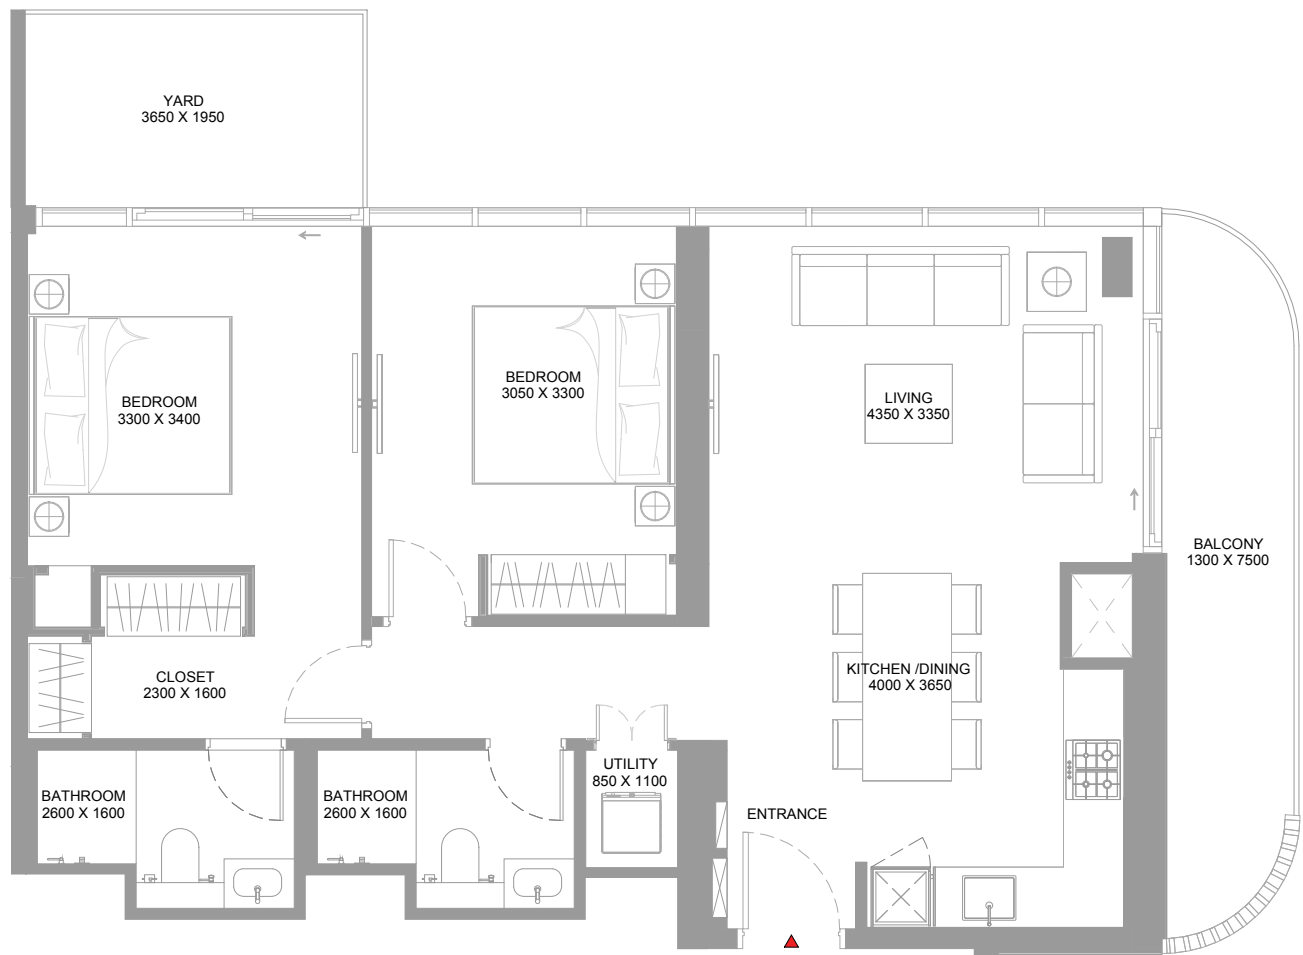 YARD
3650 X 1950
BEDROOM
3300 X 3400
BEDROOM
3050 X 3300
LIVING
4350 X 3350
BALCONY
1300 X 7500
CLOSET
2300 X 1600
KITCHEN /DINING
4000 X 3650
BATHROOM
2600 X 1600
BATHROOM
2600 X 1600
UTILITY
850 X 1100
ENTRANCE